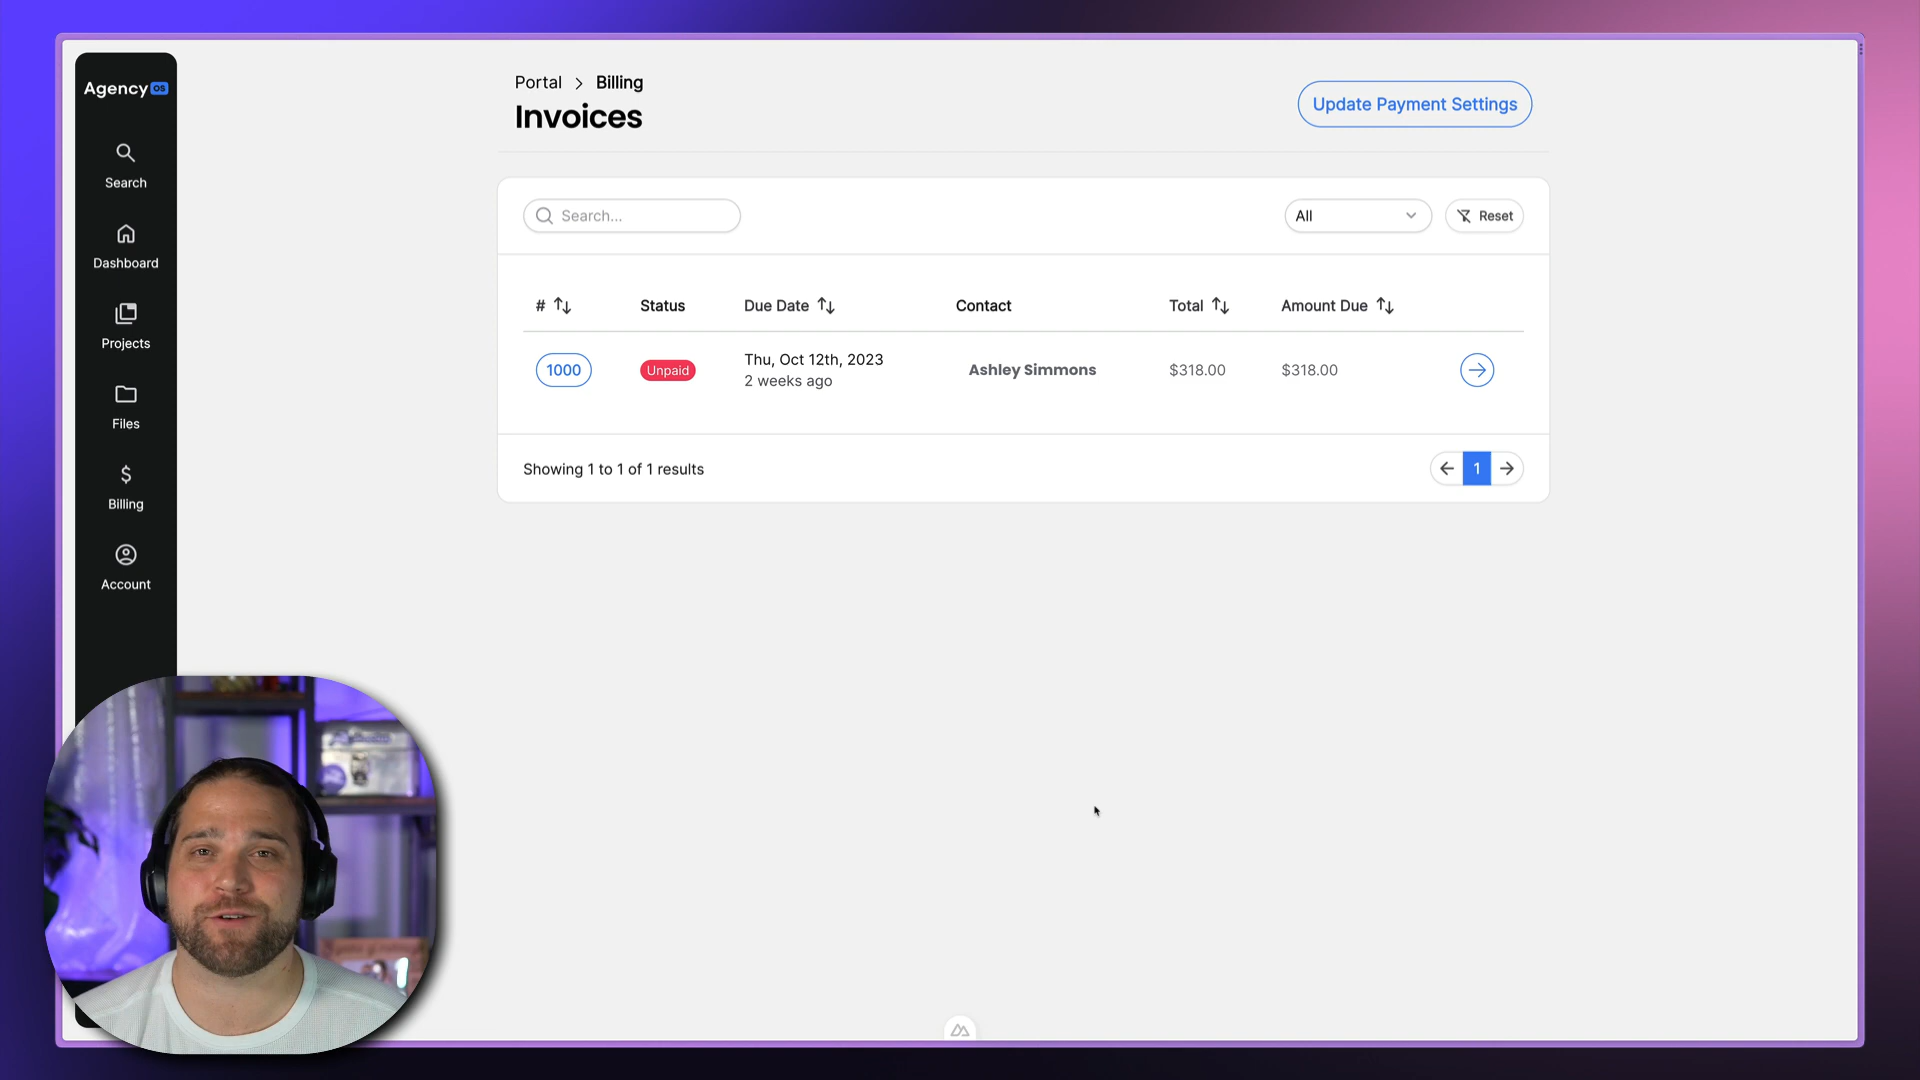 Agency OS
Search
Dashboard
Projects
Files
Billing
Account
Portal > Billing
Invoices
Update Payment Settings
Search...
All
Reset
# Status Due Date Contact Total Amount Due
1000 Unpaid Thu, Oct 12th, 2023 Ashley Simmons $318.00 $318.00
2 weeks ago
Showing 1 to 1 of 1 results
1